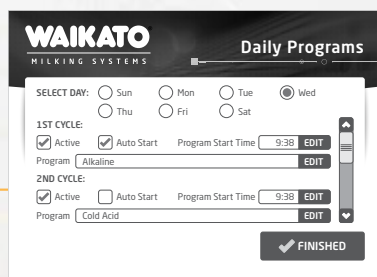 WAIKATO
MILKING SYSTEMS
Daily Programs
SELECT DAY: Sun Mon Tue Wed
Thu Fri Sat
1ST CYCLE:
Active Auto Start Program Start Time 9:38 EDIT
Program Alkaline EDIT
2ND CYCLE:
Active Auto Start Program Start Time 9:38 EDIT
Program Cold Acid EDIT
FINISHED